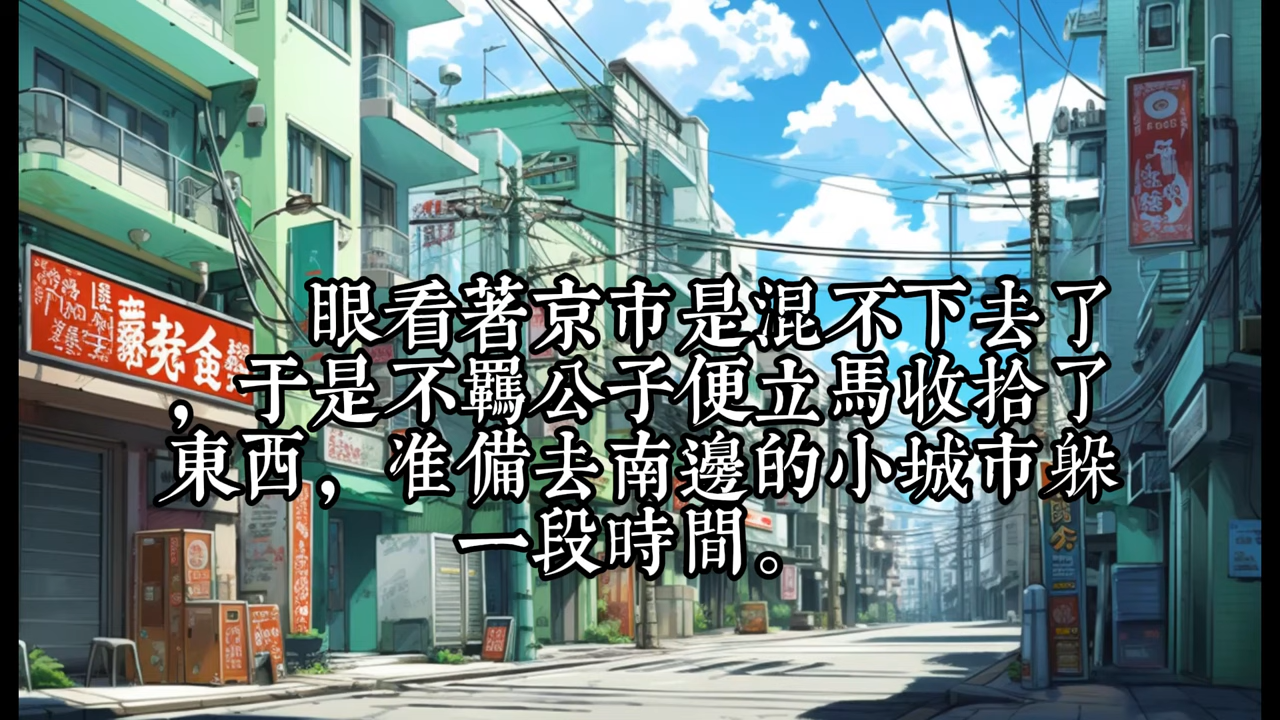 眼看著京市是混不下去了
，于是不羈公子便立馬收拾了
東西，准備去南邊的小城市躲
一段時間。